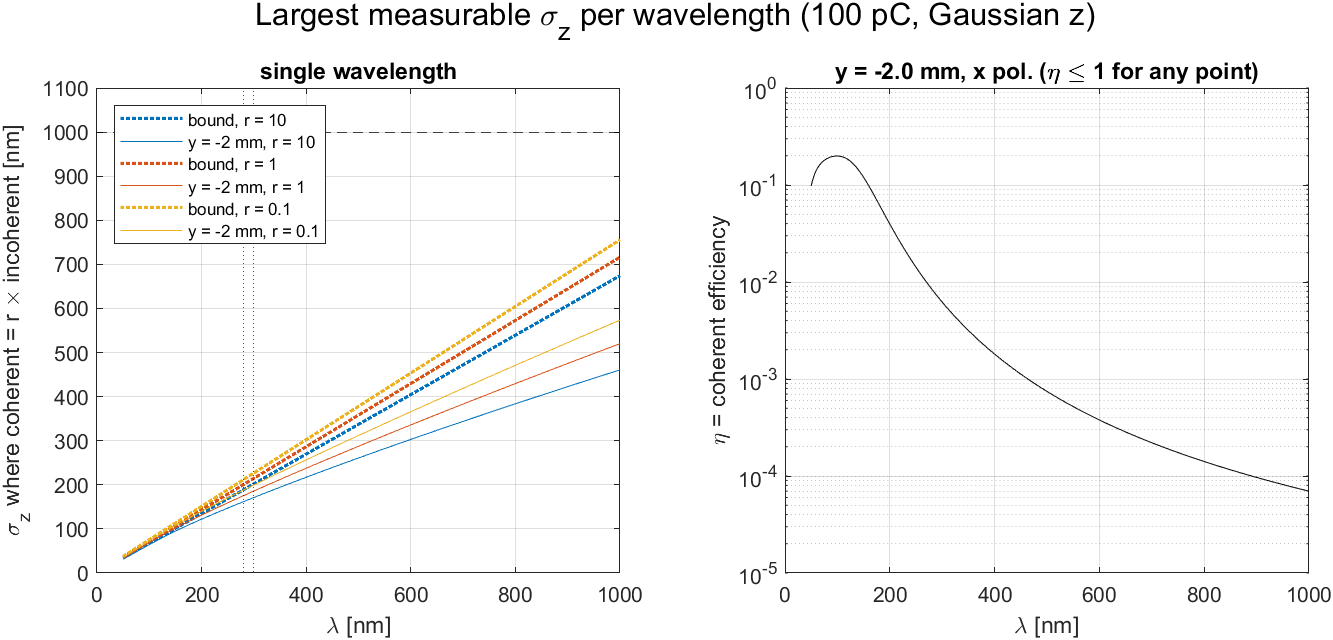 Largest measurable σz per wavelength (100 pC, Gaussian z)
single wavelength
σz where coherent = r × incoherent [nm]
1100
1000
900
800
700
600
500
400
300
200
100
0
bound, r = 10
y = -2 mm, r = 10
bound, r = 1
y = -2 mm, r = 1
bound, r = 0.1
y = -2 mm, r = 0.1
0 200 400 600 800 1000
λ [nm]
y = -2.0 mm, x pol. (η ≤ 1 for any point)
η = coherent efficiency
10^0
10^-1
10^-2
10^-3
10^-4
10^-5
0 200 400 600 800 1000
λ [nm]